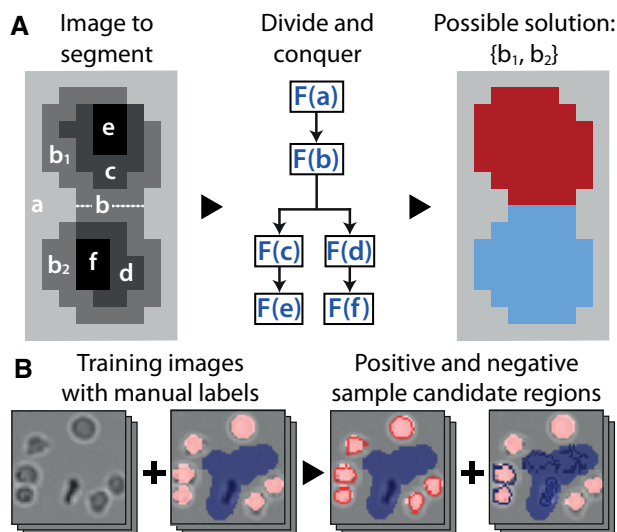 A
Image to
segment
Divide and
conquer
Possible solution:
{b₁, b₂}
e
b₁
c
a
b
b₂
f
d
F(a)
F(b)
F(c)
F(d)
F(e)
F(f)
B
Training images
with manual labels
Positive and negative
sample candidate regions